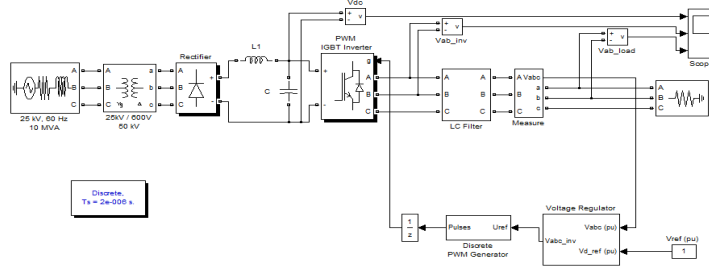 Vdc
+ v
-
Vab_inv
+ v
-
Vab_load
+ v
-
Scop
Rectifier
L1
C
PWM
IGBT Inverter
g
+
-
A
B
C
A
B
C
25 kV, 60 Hz
10 MVA
A
B
C
a
b
c
25kV / 600V
50 kV
A
B
C
+
-
A
B
C
A
B
C
LC Filter
A
B
C
Vabc
a
b
c
Measure
A
B
C
Discrete,
Ts = 2e-006 s.
1
z
Pulses Uref
Discrete
PWM Generator
Voltage Regulator
Vabc (pu)
Vabc_inv
Vd_ref (pu)
Vref (pu)
1